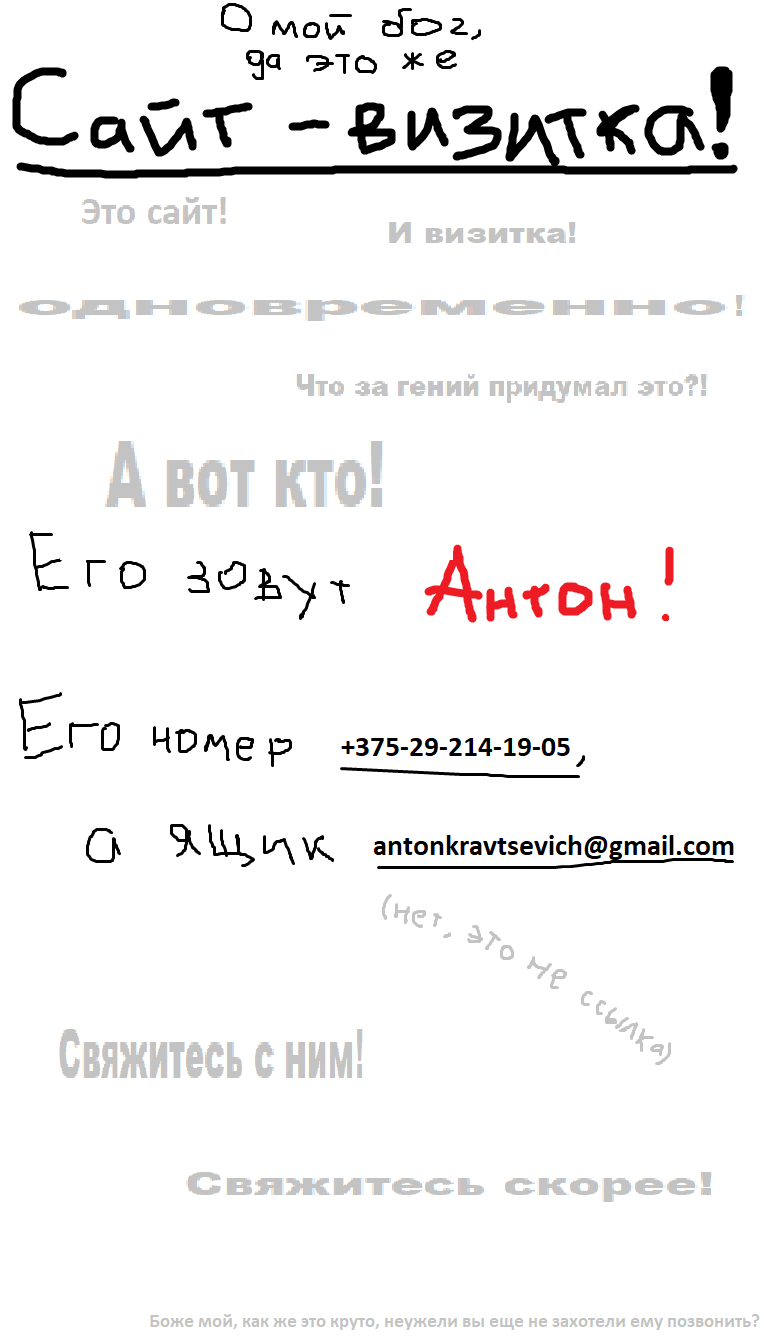 О мой бог,
да это же
Сайт-визитка!
Это сайт!
И визитка!
одновременно!
Что за гений придумал это?!
А вот кто!
Его зовут Антон!
Его номер +375-29-214-19-05,
а ящик antonkravtsevich@gmail.com
(нет, это не ссылка)
Свяжитесь с ним!
Свяжитесь скорее!
Боже мой, как же это круто, неужели вы еще не захотели ему позвонить?